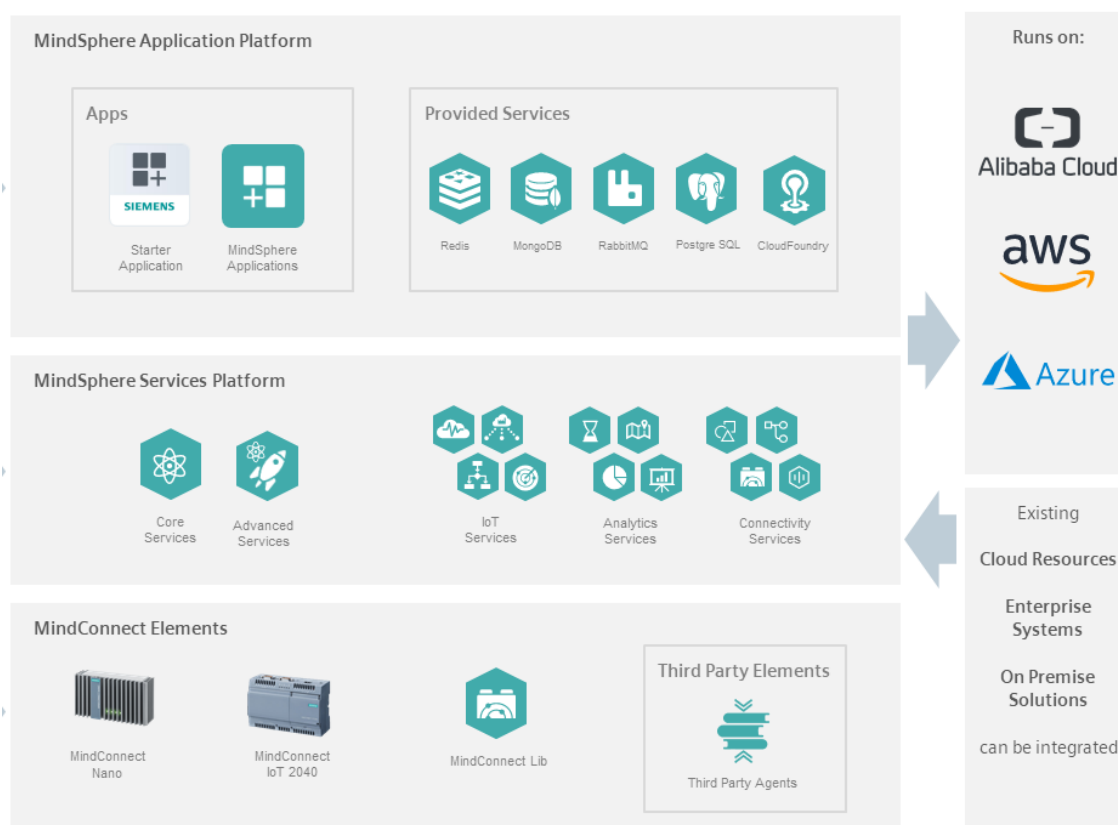 MindSphere Application Platform
Apps
SIEMENS
Starter
Application
MindSphere
Applications
Provided Services
Redis
MongoDB
RabbitMQ
Postgre SQL
CloudFoundry
MindSphere Services Platform
Core
Services
Advanced
Services
IoT
Services
Analytics
Services
Connectivity
Services
MindConnect Elements
MindConnect
Nano
MindConnect
IoT 2040
MindConnect Lib
Third Party Elements
Third Party Agents
Runs on:
Alibaba Cloud
aws
Azure
Existing
Cloud Resources
Enterprise
Systems
On Premise
Solutions
can be integrated